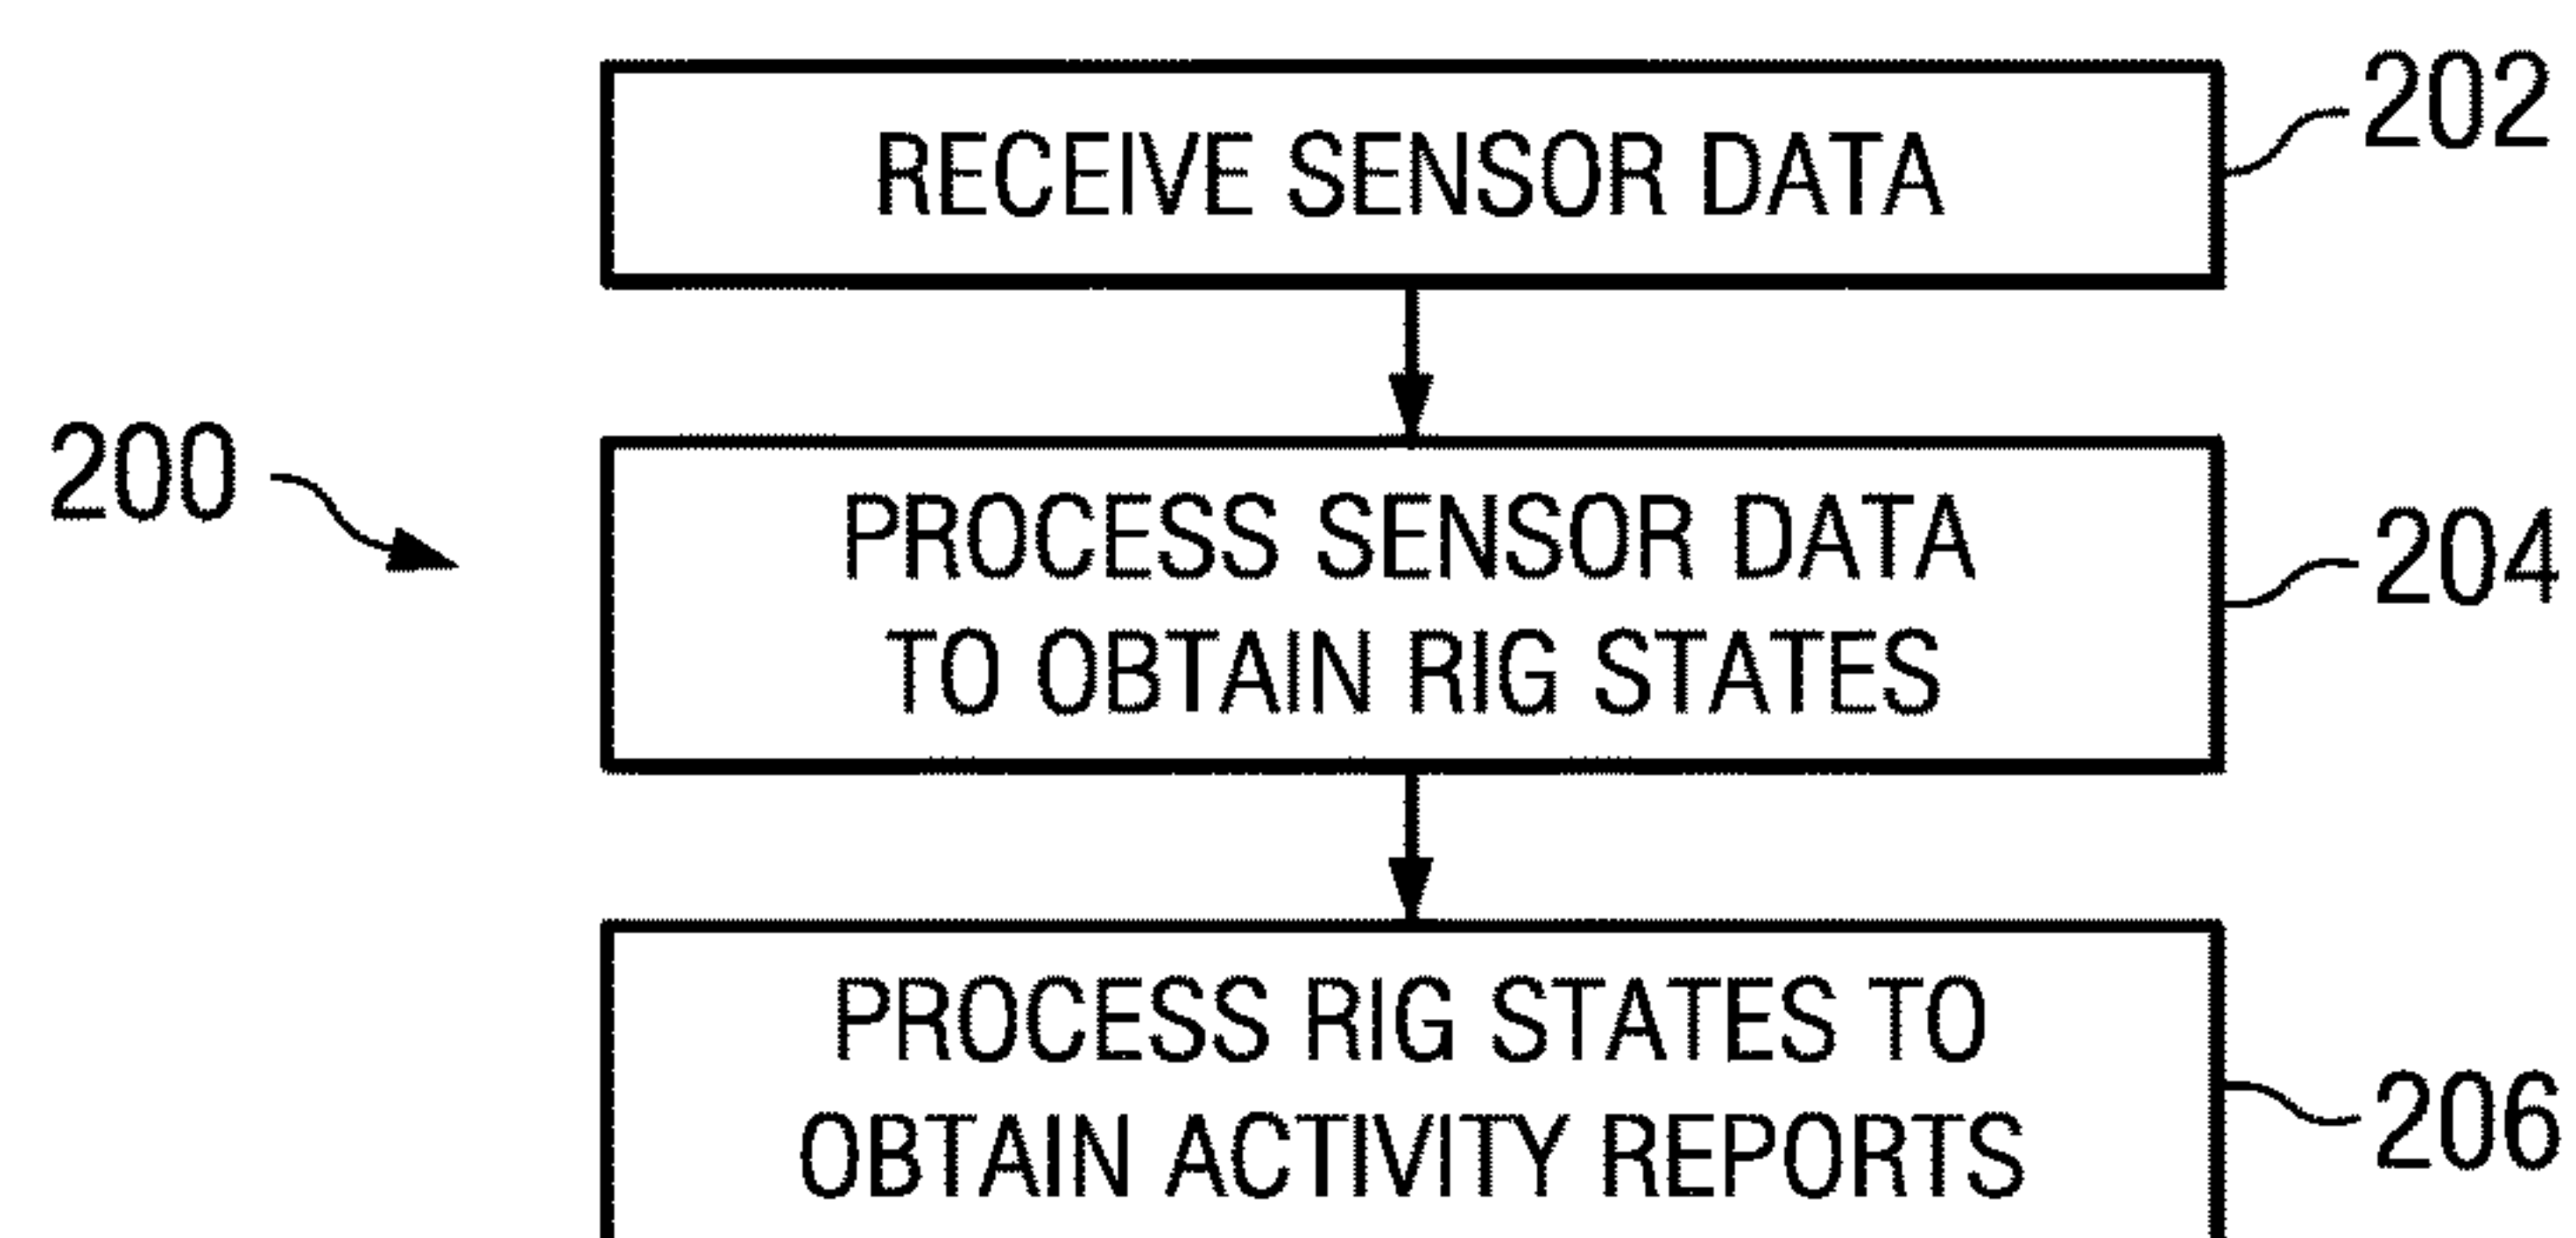 RECEIVE SENSOR DATA
202
200
PROCESS SENSOR DATA
TO OBTAIN RIG STATES
204
PROCESS RIG STATES TO
OBTAIN ACTIVITY REPORTS
206